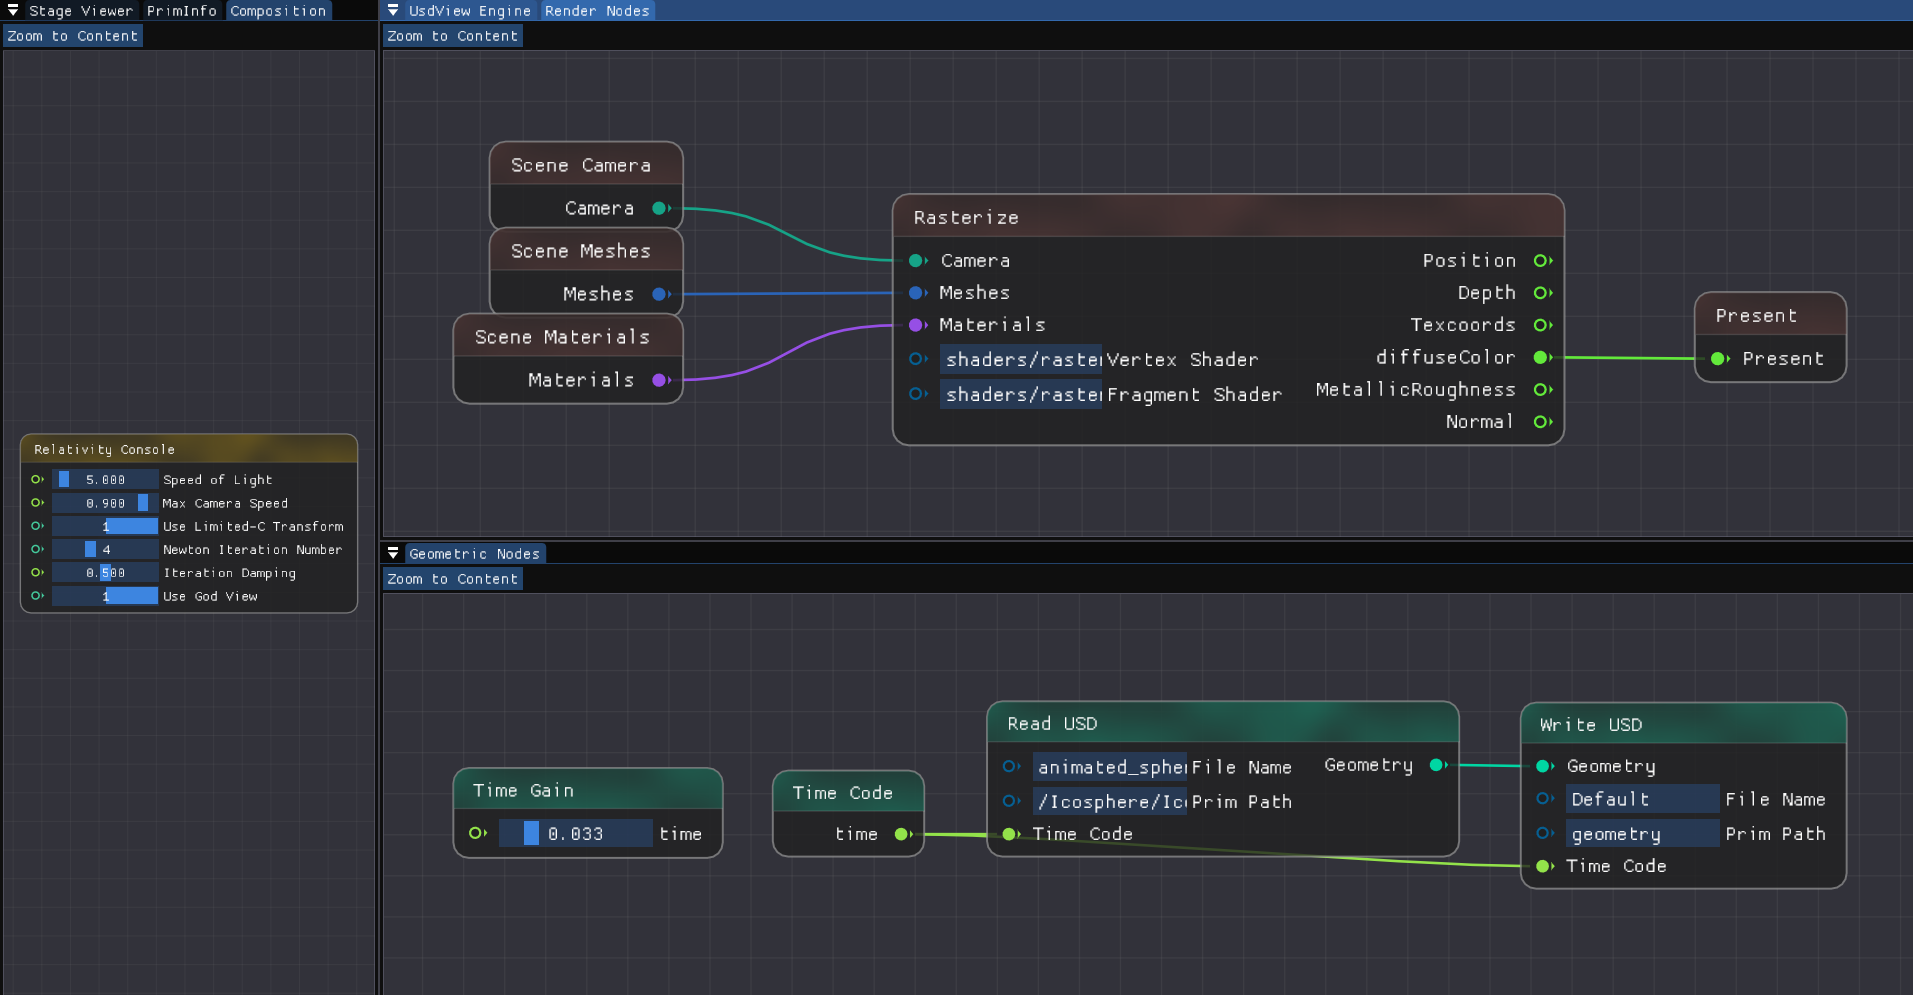 Stage Viewer PrimInfo Composition
Zoom to Content
Relativity Console
5.000 Speed of Light
0.900 Max Camera Speed
1 Use Limited-C Transform
4 Newton Iteration Number
0.500 Iteration Damping
1 Use God View
UsdView Engine Render Nodes
Zoom to Content
Scene Camera
Camera
Scene Meshes
Meshes
Scene Materials
Materials
Rasterize
Camera
Meshes
Materials
shaders/raste Vertex Shader
shaders/raste Fragment Shader
Position
Depth
Texcoords
diffuseColor
MetallicRoughness
Normal
Present
Present
Geometric Nodes
Zoom to Content
Time Gain
0.033 time
Time Code
time
Read USD
animated_sphe File Name
/Icosphere/Ic Prim Path
Time Code
Geometry
Write USD
Geometry
Default File Name
geometry Prim Path
Time Code